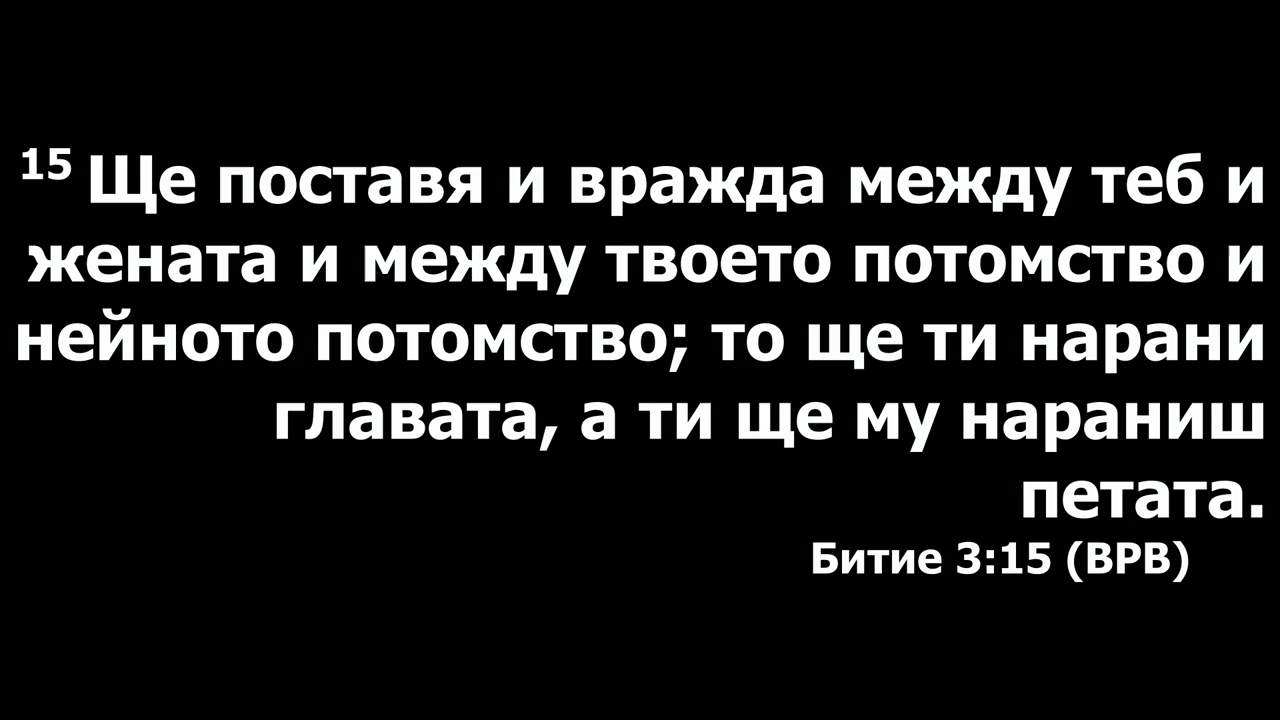 15 Ще поставя и вражда между теб и
жената и между твоето потомство и
нейното потомство; то ще ти нарани
главата, а ти ще му нараниш
петата.
Битие 3:15 (ВРВ)